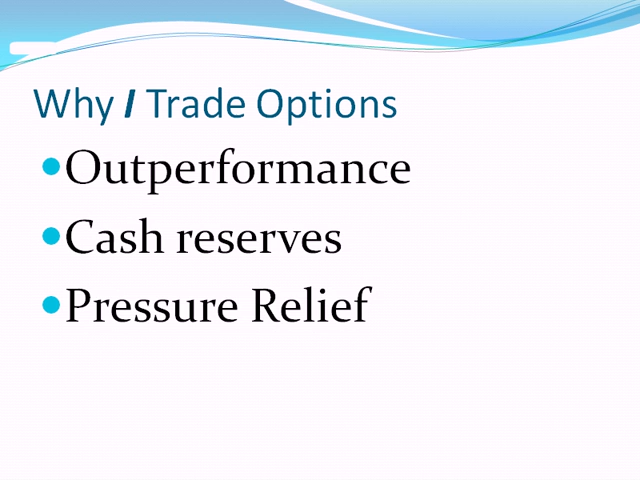 Why I Trade Options
•Outperformance
•Cash reserves
•Pressure Relief